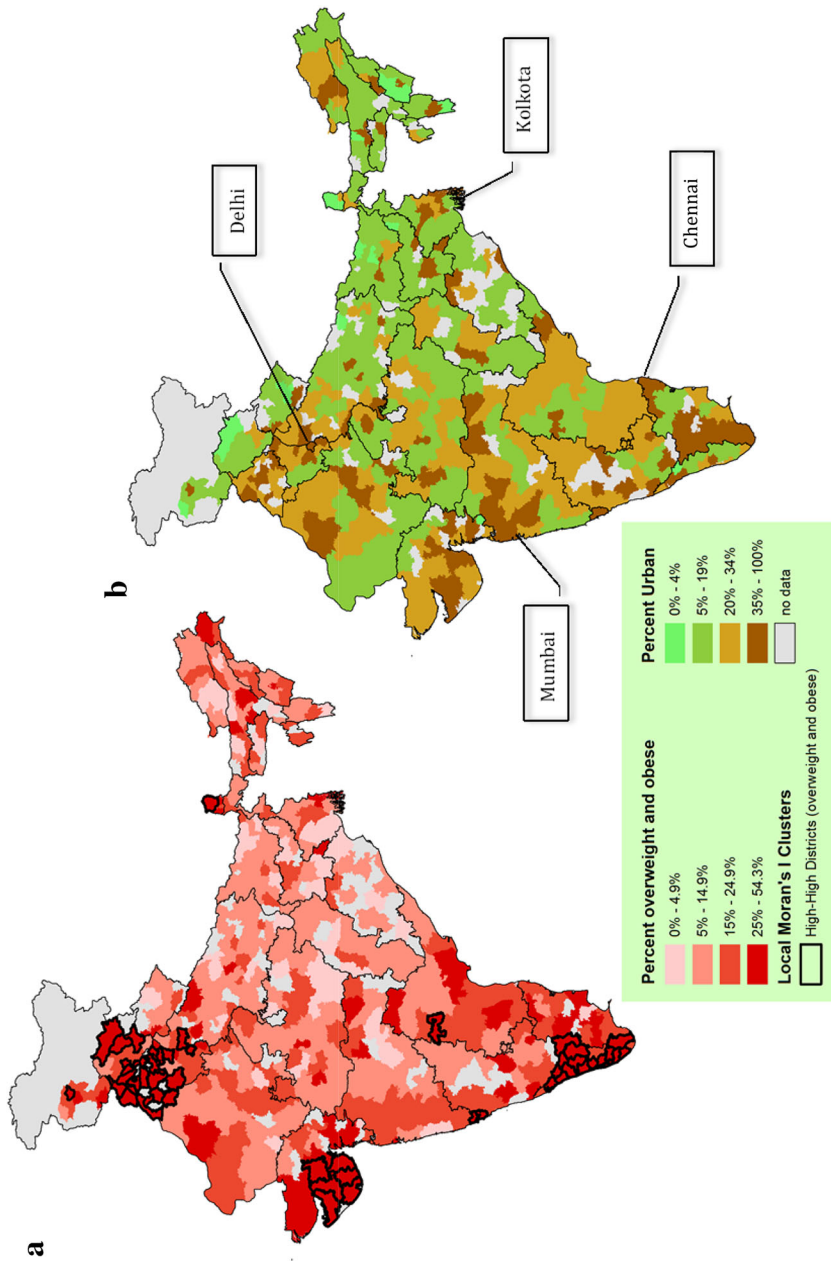 a
b
Delhi
Kolkota
Mumbai
Chennai
Percent overweight and obese
0% - 4.9%
5% - 14.9%
15% - 24.9%
25% - 54.3%
Local Moran's I Clusters
High-High Districts (overweight and obese)
Percent Urban
0% - 4%
5% - 19%
20% - 34%
35% - 100%
no data